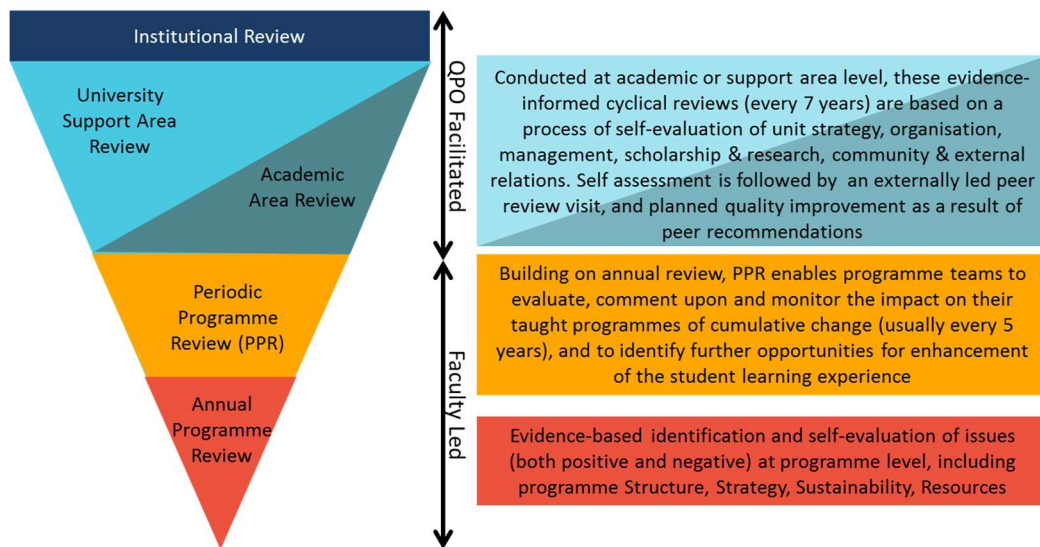 Institutional Review
University
Support Area
Review
Academic
Area Review
Periodic
Programme
Review (PPR)
Annual
Programme
Review
QPO Facilitated
Faculty Led
Conducted at academic or support area level, these evidence-
informed cyclical reviews (every 7 years) are based on a
process of self-evaluation of unit strategy, organisation,
management, scholarship & research, community & external
relations. Self assessment is followed by an externally led peer
review visit, and planned quality improvement as a result of
peer recommendations
Building on annual review, PPR enables programme teams to
evaluate, comment upon and monitor the impact on their
taught programmes of cumulative change (usually every 5
years), and to identify further opportunities for enhancement
of the student learning experience
Evidence-based identification and self-evaluation of issues
(both positive and negative) at programme level, including
programme Structure, Strategy, Sustainability, Resources